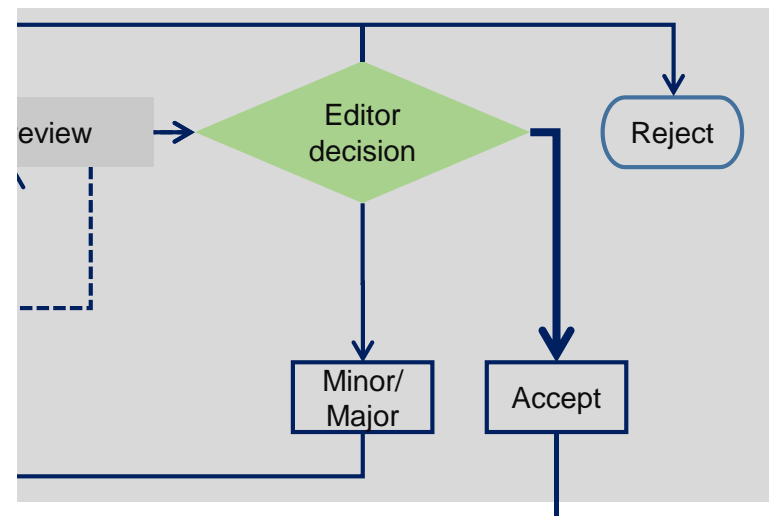 eview
Editor
decision
Reject
Minor/
Major
Accept